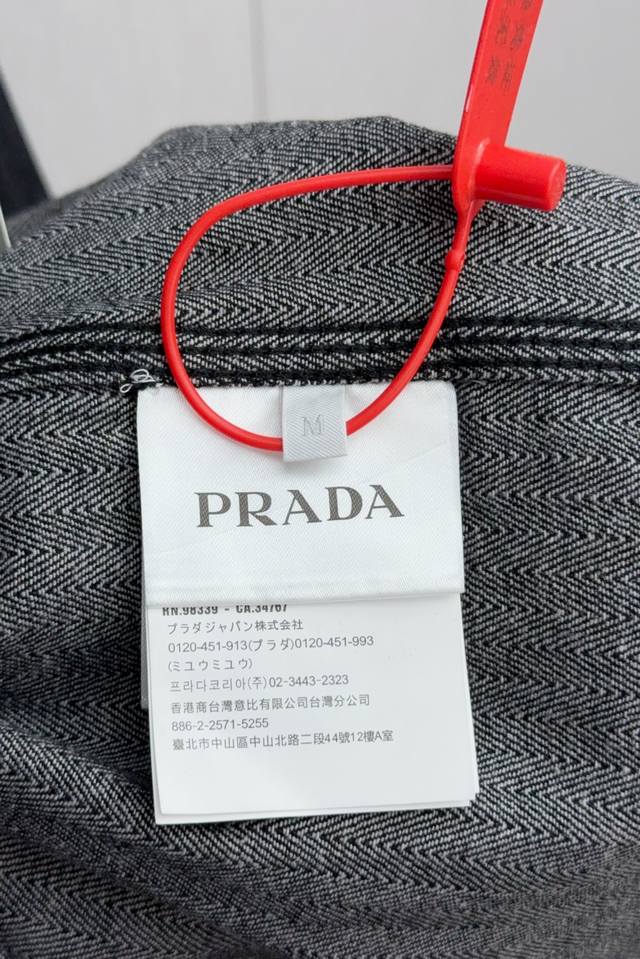 M
PRADA
RN.98339 - CA.34767
プラダジャパン株式会社
0120-451-913(プラダ)0120-451-993
(ミユウミユウ)
프라다코리아(주)02-3443-2323
香港商台灣意比有限公司台灣分公司
886-2-2571-5255
臺北市中山區中山北路二段44號12樓A室